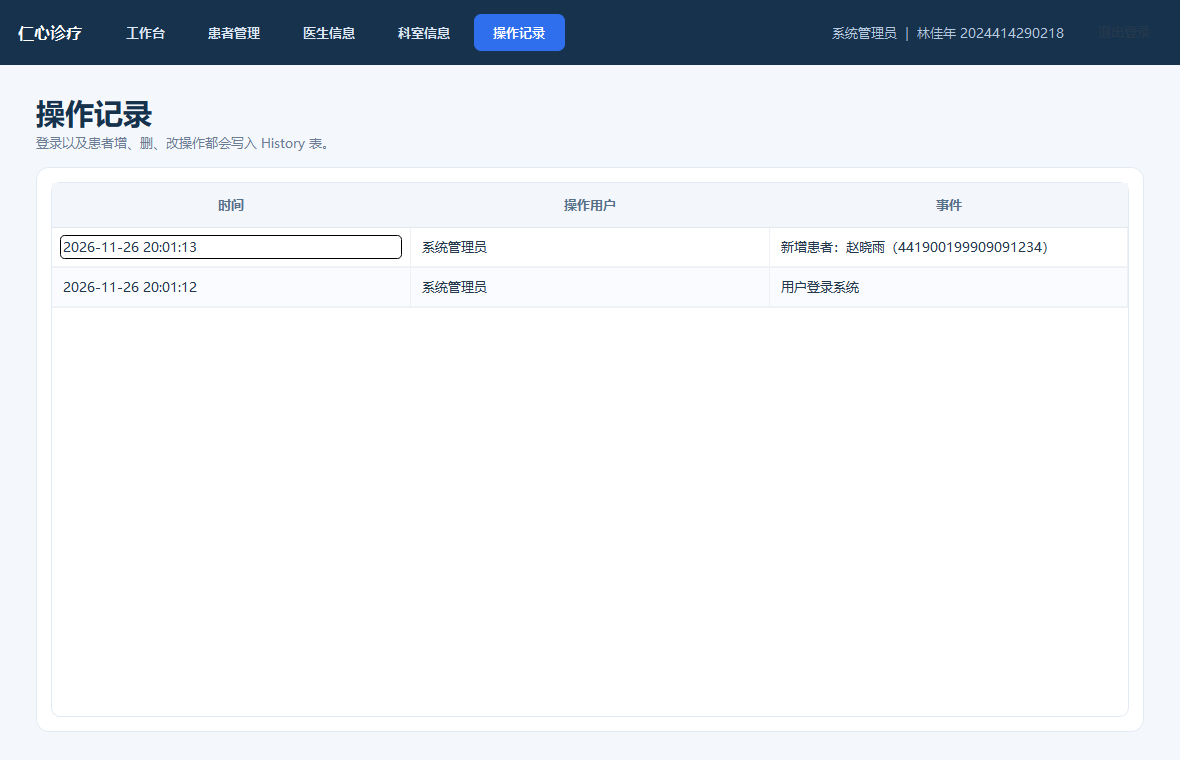 仁心诊疗 工作台 患者管理 医生信息 科室信息 操作记录 系统管理员 | 林佳年 2024414290218 退出登录
操作记录
登录以及患者增、删、改操作都会写入 History 表。
时间 操作用户 事件
2026-11-26 20:01:13 系统管理员 新增患者：赵晓雨（441900199909091234）
2026-11-26 20:01:12 系统管理员 用户登录系统